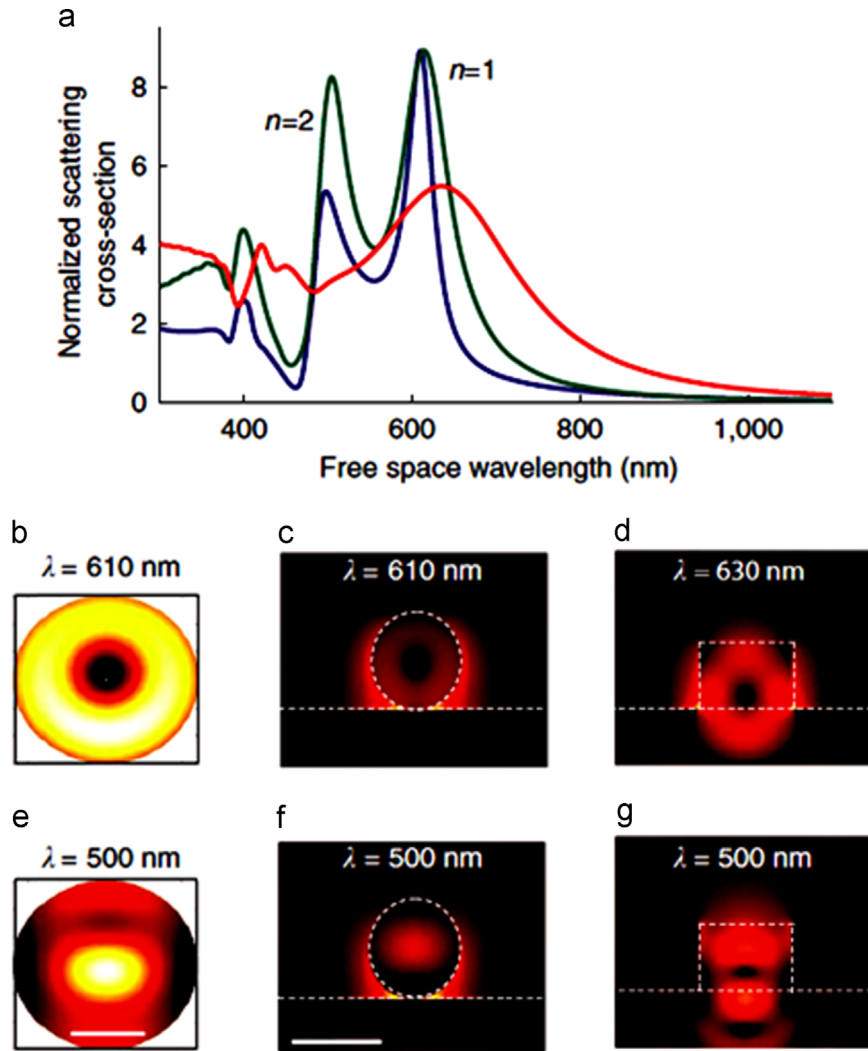 a
Normalized scattering
cross-section
8
6
4
2
0
n=2
n=1
400
600
800
1,000
Free space wavelength (nm)
b
c
d
λ = 610 nm
λ = 610 nm
λ = 630 nm
e
f
g
λ = 500 nm
λ = 500 nm
λ = 500 nm